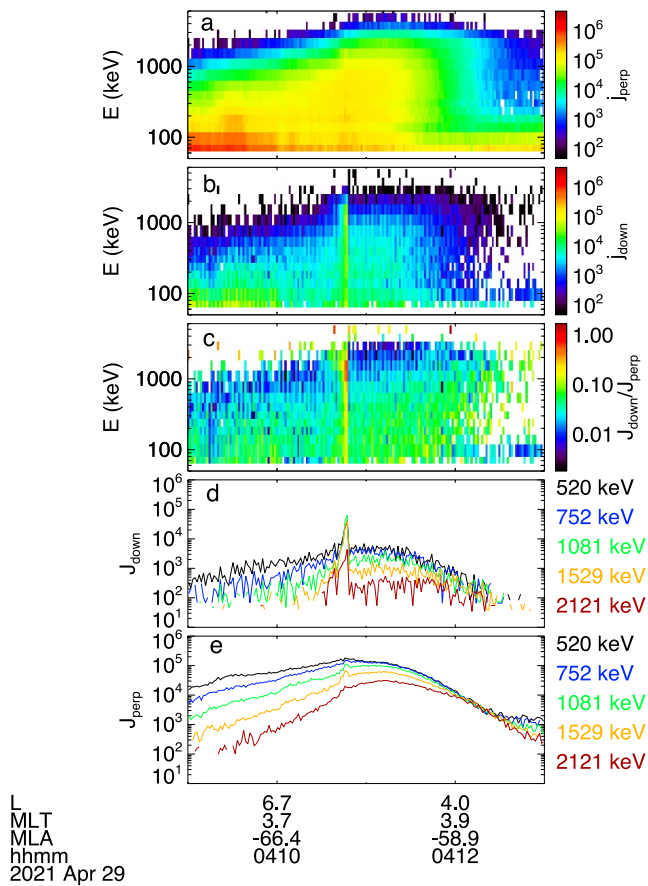 a
E (keV)
1000
100
10^6
10^5
10^4
10^3
10^2
j_perp
b
E (keV)
1000
100
10^6
10^5
10^4
10^3
10^2
j_down
c
E (keV)
1000
100
1.00
0.10
0.01
J_down/J_perp
d
J_down
10^6
10^5
10^4
10^3
10^2
10^1
520 keV
752 keV
1081 keV
1529 keV
2121 keV
e
J_perp
10^6
10^5
10^4
10^3
10^2
10^1
520 keV
752 keV
1081 keV
1529 keV
2121 keV
L 6.7 4.0
MLT 3.7 3.9
MLA -66.4 -58.9
hhmm 0410 0412
2021 Apr 29